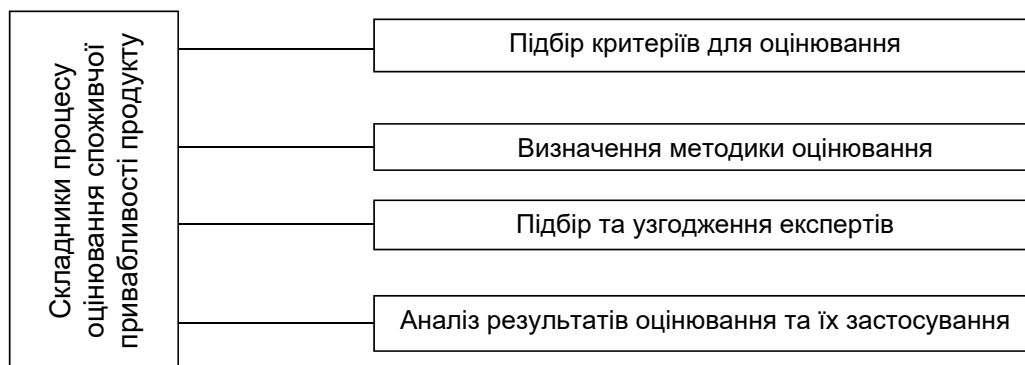 Складники процесу
оцінювання споживчої
привабливості продукту
Підбір критеріїв для оцінювання
Визначення методики оцінювання
Підбір та узгодження експертів
Аналіз результатів оцінювання та їх застосування